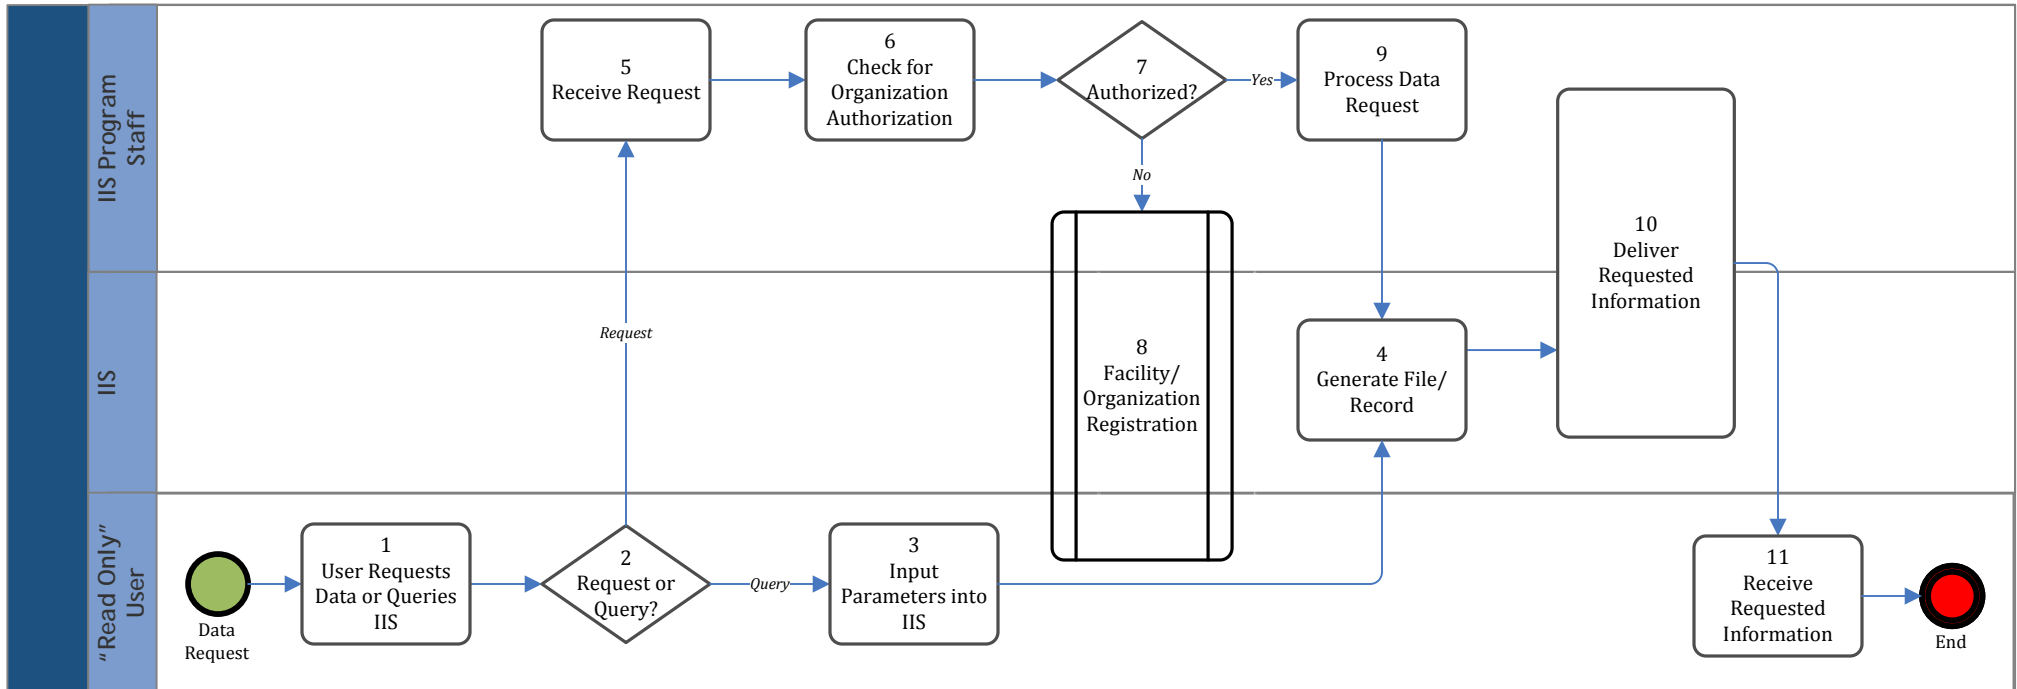 IIS Program
Staff
5
Receive Request
6
Check for
Organization
Authorization
7
Authorized?
Yes
No
9
Process Data
Request
10
Deliver
Requested
Information
IIS
Request
8
Facility/
Organization
Registration
4
Generate File/
Record
“Read Only”
User
Data
Request
1
User Requests
Data or Queries
IIS
2
Request or
Query?
Query
3
Input
Parameters into
IIS
11
Receive
Requested
Information
End